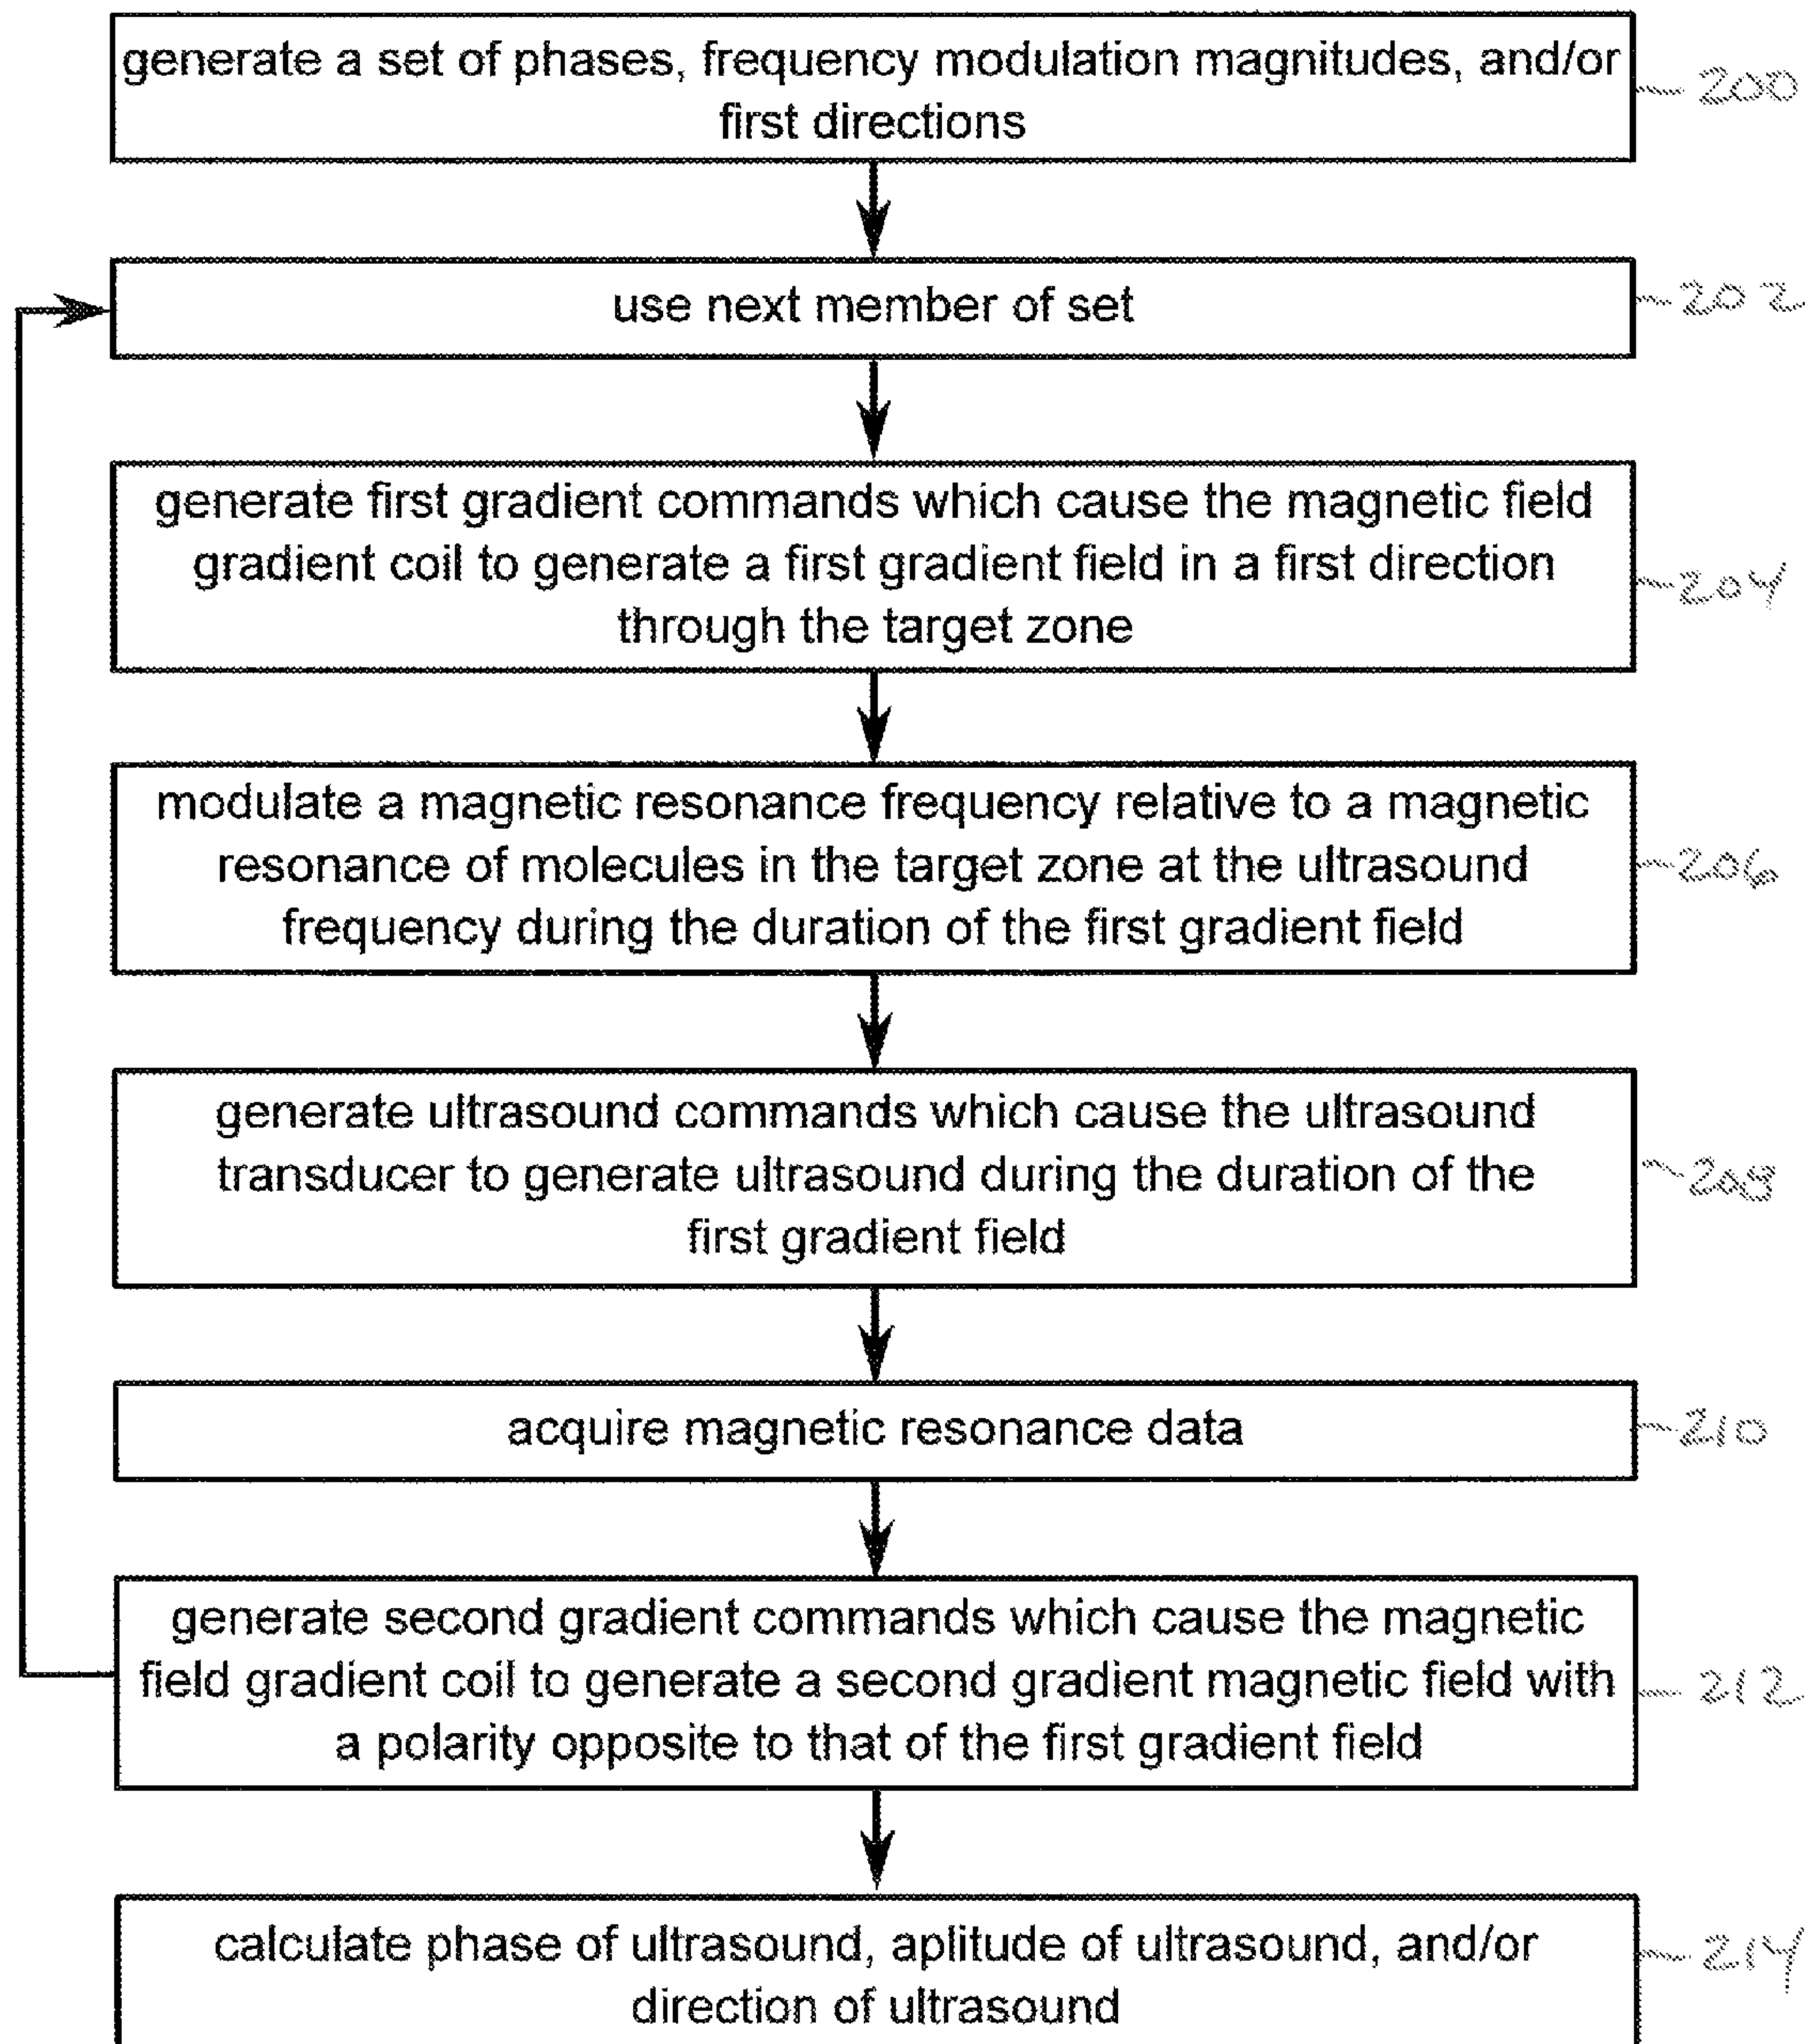 generate a set of phases, frequency modulation magnitudes, and/or
first directions
200
use next member of set
202
generate first gradient commands which cause the magnetic field
gradient coil to generate a first gradient field in a first direction
through the target zone
204
modulate a magnetic resonance frequency relative to a magnetic
resonance of molecules in the target zone at the ultrasound
frequency during the duration of the first gradient field
206
generate ultrasound commands which cause the ultrasound
transducer to generate ultrasound during the duration of the
first gradient field
208
acquire magnetic resonance data
210
generate second gradient commands which cause the magnetic
field gradient coil to generate a second gradient magnetic field with
a polarity opposite to that of the first gradient field
212
calculate phase of ultrasound, aplitude of ultrasound, and/or
direction of ultrasound
214